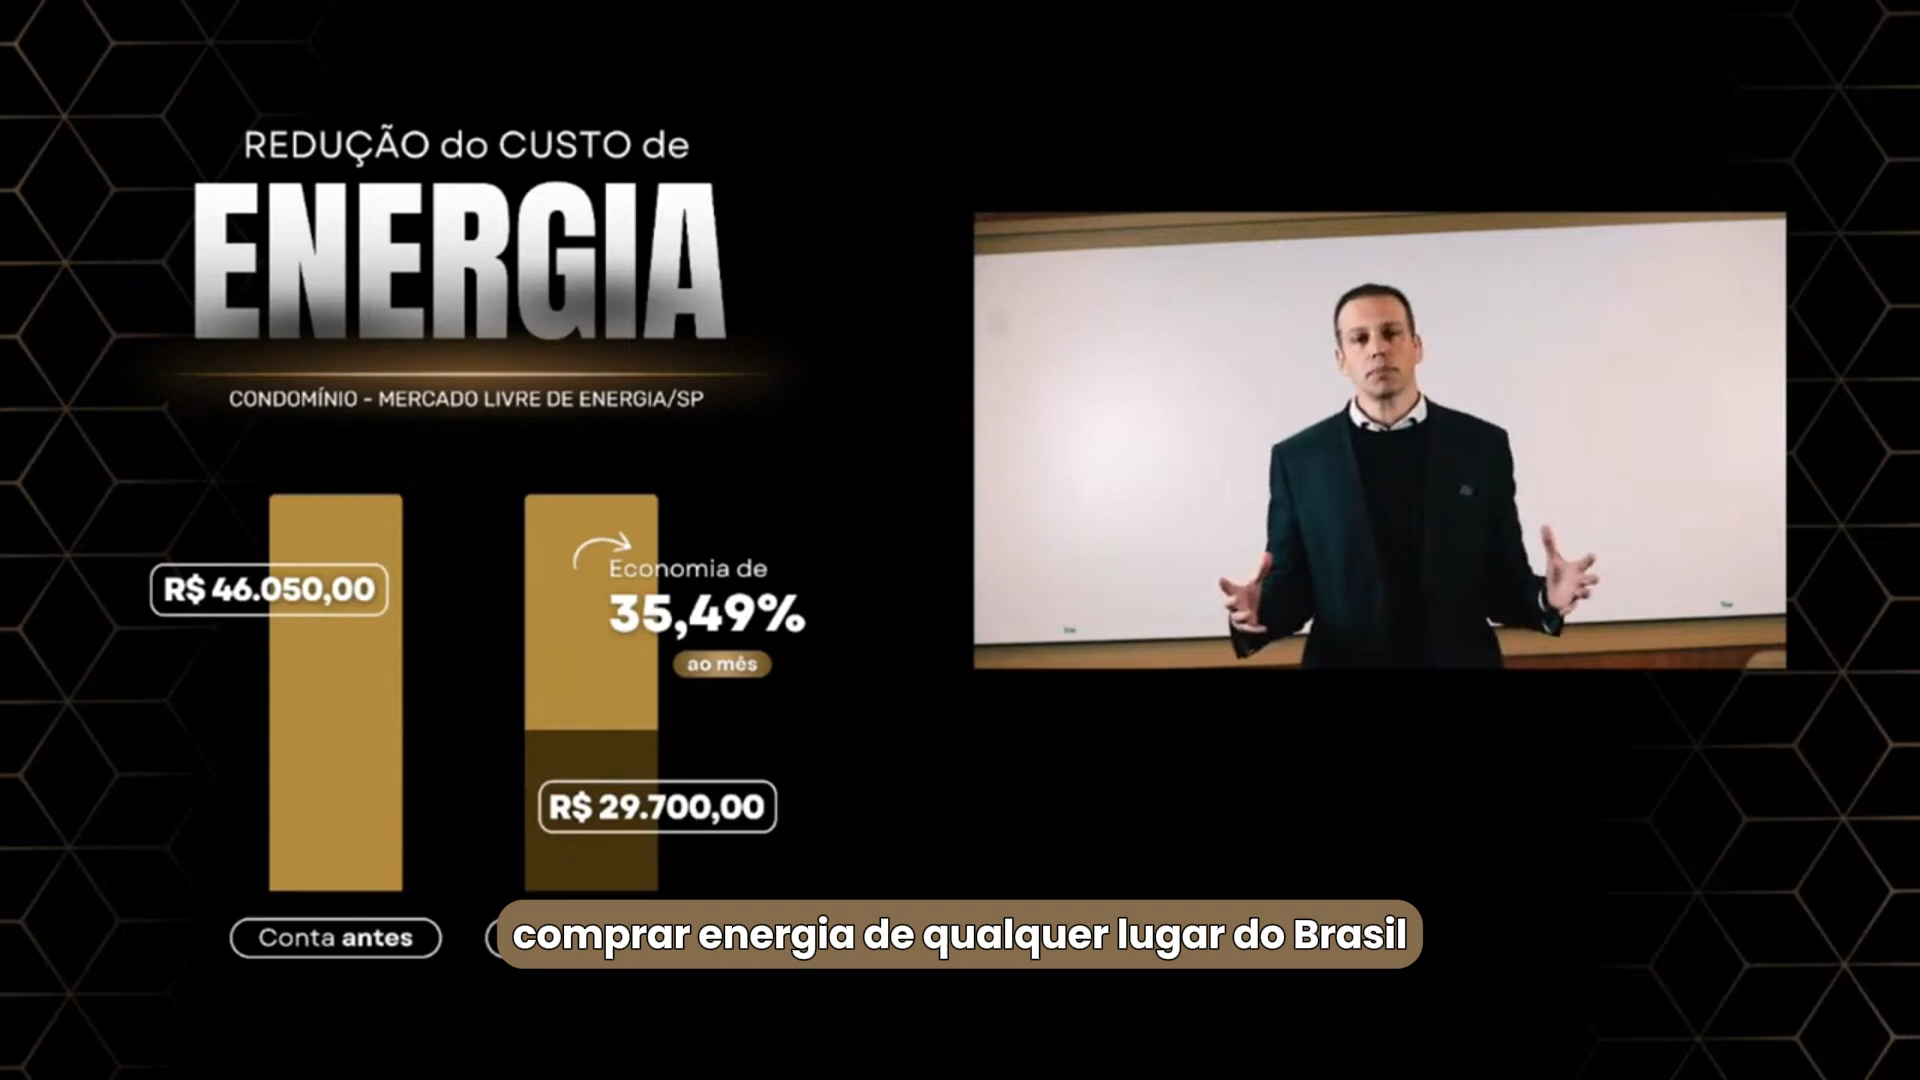 REDUÇÃO do CUSTO de
ENERGIA
CONDOMÍNIO - MERCADO LIVRE DE ENERGIA/SP
R$ 46.050,00
Economia de
35,49%
ao mês
R$ 29.700,00
Conta antes
comprar energia de qualquer lugar do Brasil